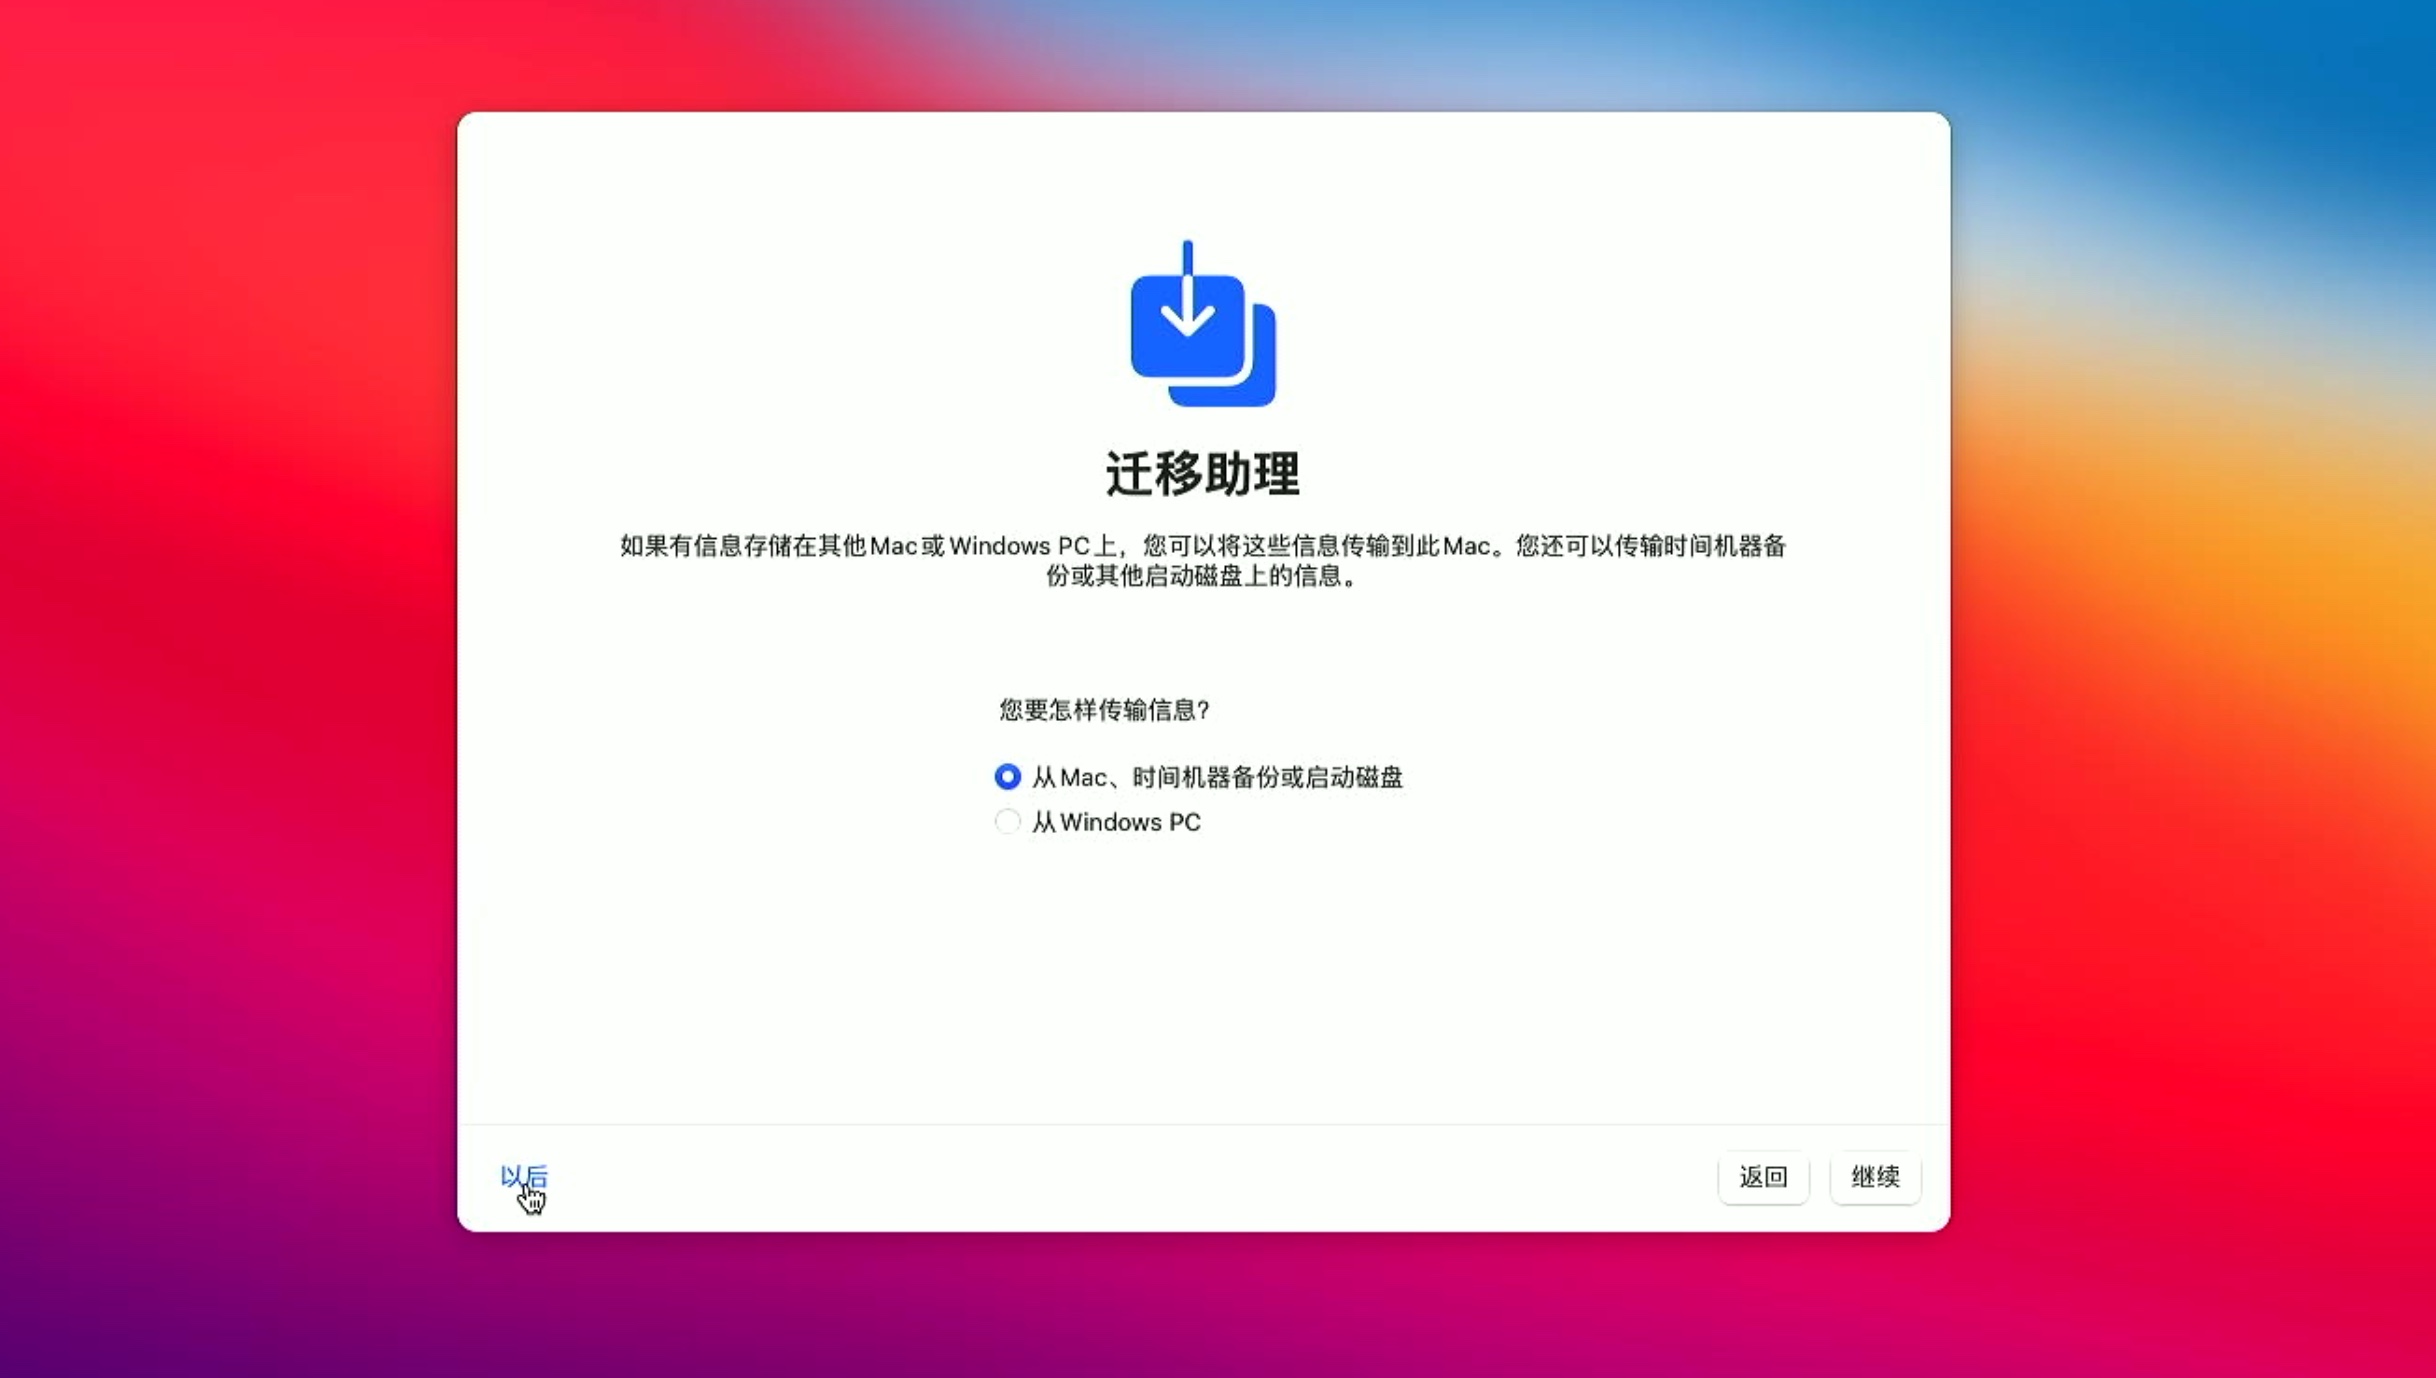 迁移助理
如果有信息存储在其他Mac或Windows PC上，您可以将这些信息传输到此Mac。您还可以传输时间机器备
份或其他启动磁盘上的信息。
您要怎样传输信息?
从Mac、时间机器备份或启动磁盘
从Windows PC
以后
返回
继续